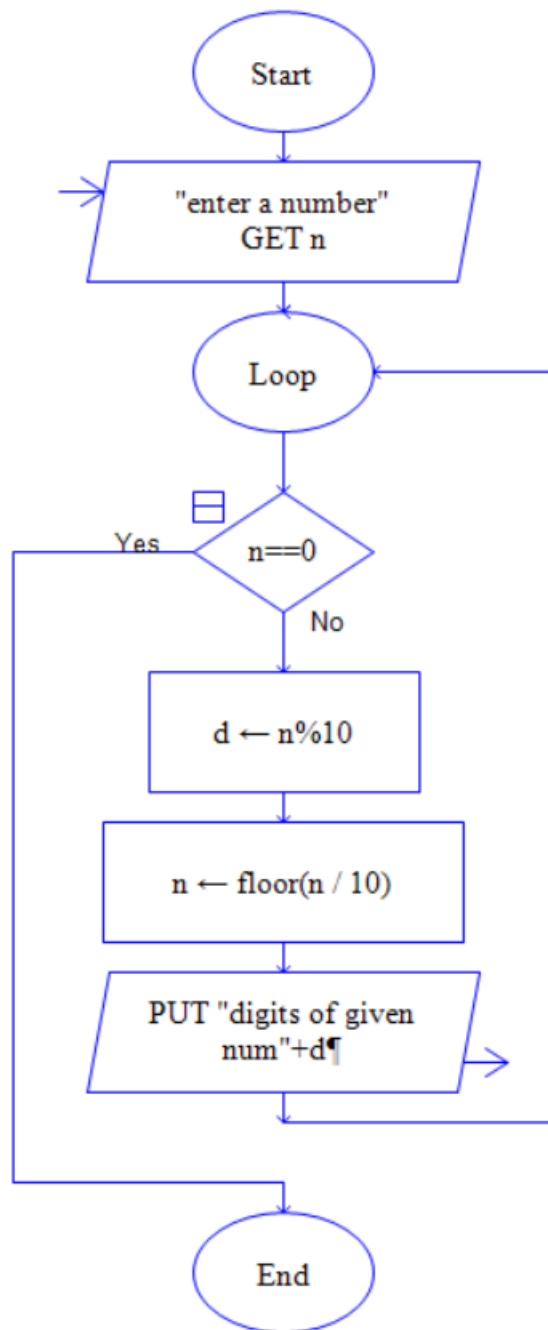 Start
"enter a number"
GET n
Loop
n==0
Yes
No
d ← n%10
n ← floor(n / 10)
PUT "digits of given
num"+d¶
End